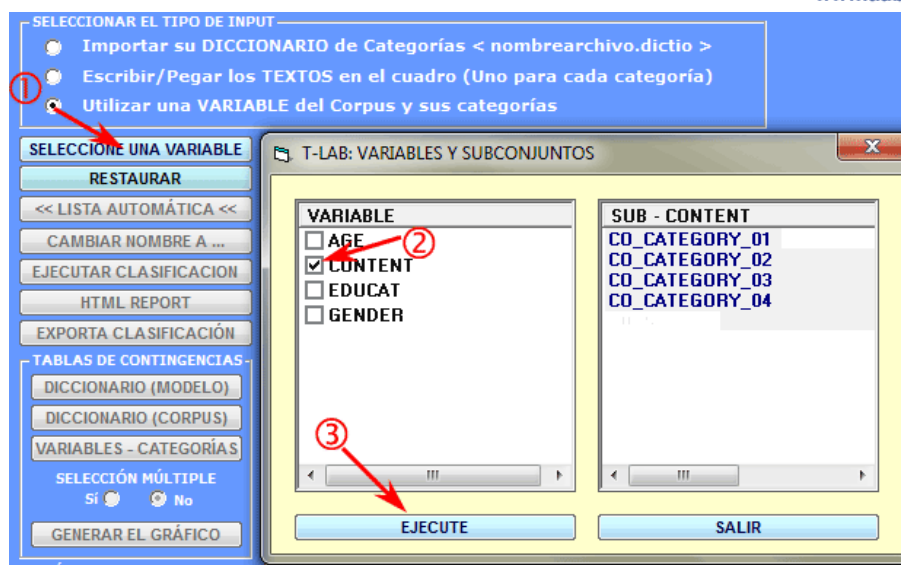 SELECCIONAR EL TIPO DE INPUT
Importar su DICCIONARIO de Categorías < nombrearchivo.dictio >
Escribir/Pegar los TEXTOS en el cuadro (Uno para cada categoría)
1
Utilizar una VARIABLE del Corpus y sus categorías
SELECCIONE UNA VARIABLE
RESTAURAR
<< LISTA AUTOMÁTICA <<
CAMBIAR NOMBRE A ...
EJECUTAR CLASIFICACION
HTML REPORT
EXPORTA CLASIFICACIÓN
TABLAS DE CONTINGENCIAS
DICCIONARIO (MODELO)
DICCIONARIO (CORPUS)
VARIABLES - CATEGORÍAS
SELECCIÓN MÚLTIPLE
Sí No
GENERAR EL GRÁFICO
T-LAB: VARIABLES Y SUBCONJUNTOS
VARIABLE
AGE
2
CONTENT
EDUCAT
GENDER
SUB - CONTENT
CO_CATEGORY_01
CO_CATEGORY_02
CO_CATEGORY_03
CO_CATEGORY_04
3
EJECUTE
SALIR